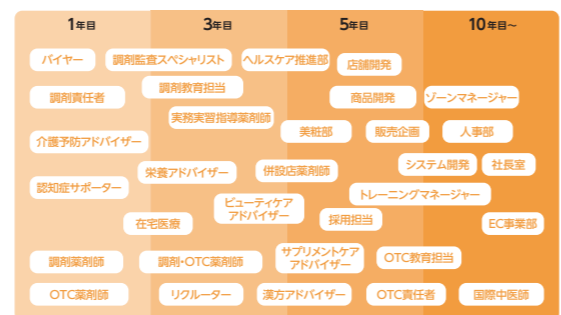 1年目
3年目
5年目
10年目～
バイヤー
調剤監査スペシャリスト
ヘルスケア推進部
店舗開発
調剤責任者
調剤教育担当
商品開発
ゾーンマネージャー
実務実習指導薬剤師
美粧部
販売企画
人事部
介護予防アドバイザー
栄養アドバイザー
併設店薬剤師
システム開発
社長室
認知症サポーター
ビューティケア
アドバイザー
トレーニングマネージャー
在宅医療
採用担当
EC事業部
調剤薬剤師
調剤・OTC薬剤師
サプリメントケア
アドバイザー
OTC教育担当
OTC薬剤師
リクルーター
漢方アドバイザー
OTC責任者
国際中医師